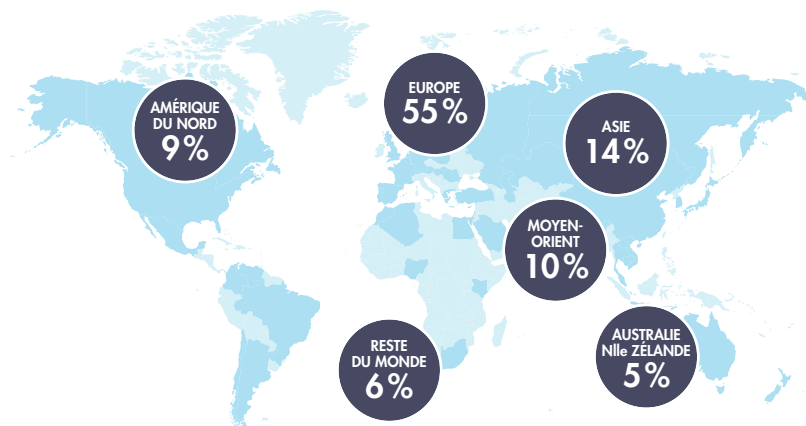 AMÉRIQUE
DU NORD
9%
EUROPE
55%
ASIE
14%
MOYEN-
ORIENT
10%
RESTE
DU MONDE
6%
AUSTRALIE
Nlle ZÉLANDE
5%